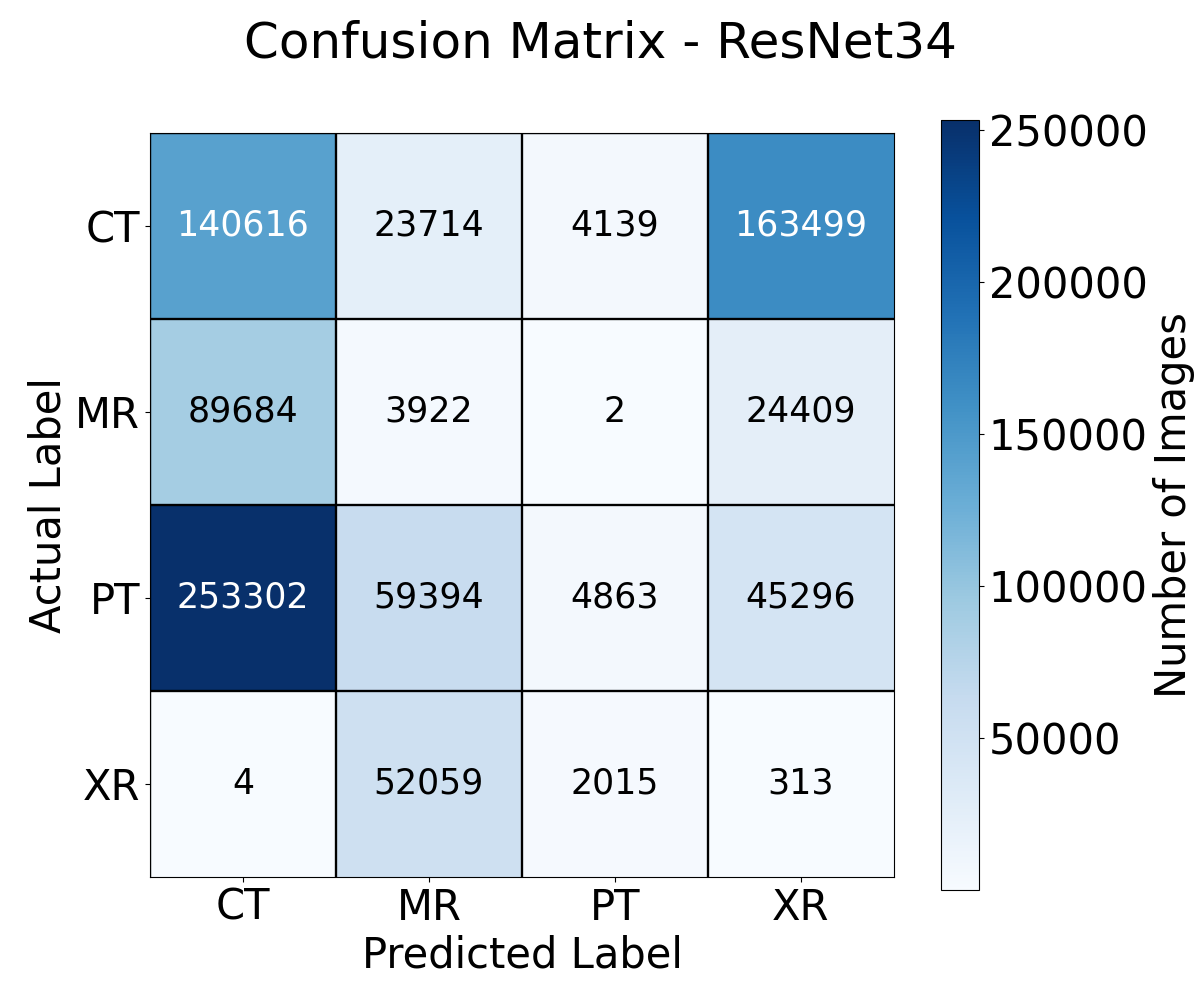 Confusion Matrix - ResNet34
250000
CT 140616 23714 4139 163499
200000
MR 89684 3922 2 24409
150000
Actual Label
Number of Images
PT 253302 59394 4863 45296
100000
50000
XR 4 52059 2015 313
CT MR PT XR
Predicted Label